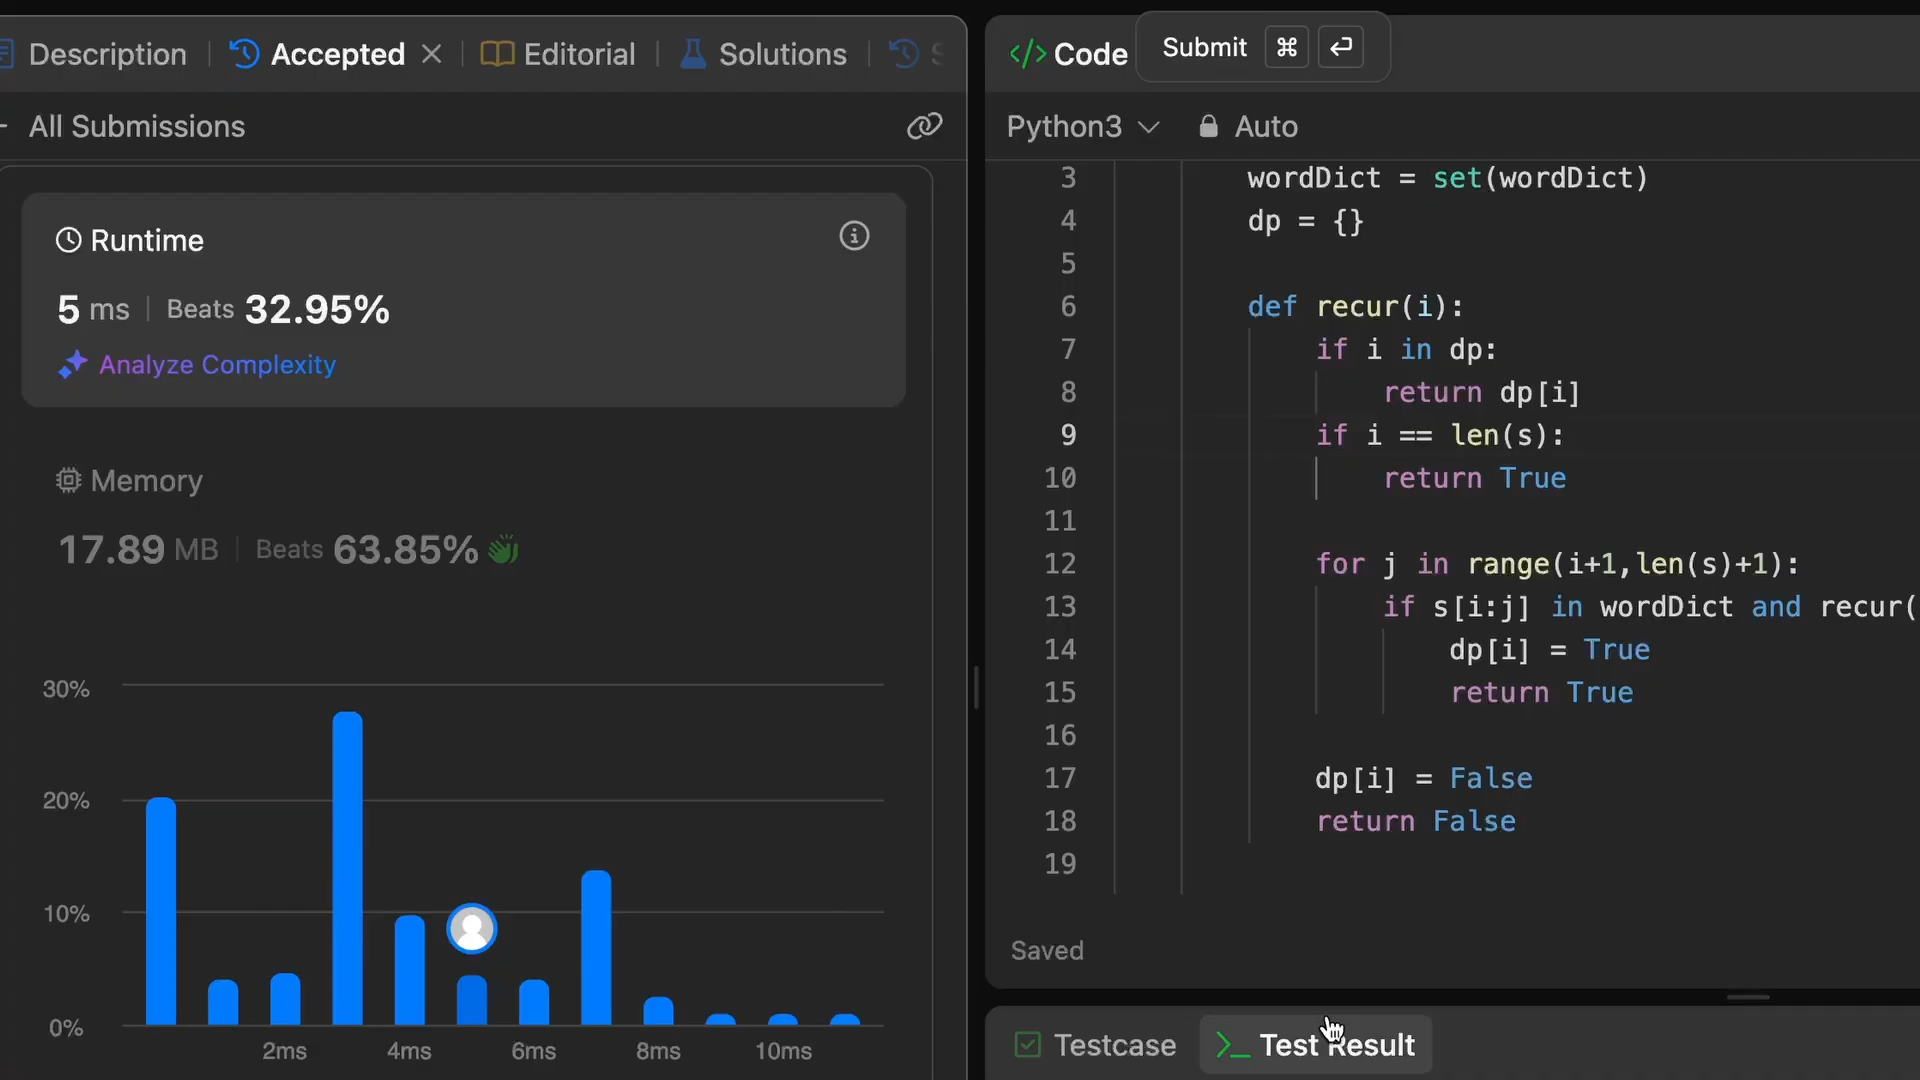 Description
Accepted
Editorial
Solutions
All Submissions
Runtime
5 ms | Beats 32.95%
Analyze Complexity
Memory
17.89 MB | Beats 63.85%
30%
20%
10%
0%
2ms 4ms 6ms 8ms 10ms
</> Code
Submit ⌘ ↵
Python3
Auto
3 wordDict = set(wordDict)
4 dp = {}
5
6 def recur(i):
7 if i in dp:
8 return dp[i]
9 if i == len(s):
10 return True
11
12 for j in range(i+1,len(s)+1):
13 if s[i:j] in wordDict and recur(
14 dp[i] = True
15 return True
16
17 dp[i] = False
18 return False
19
Saved
Testcase
>_ Test Result